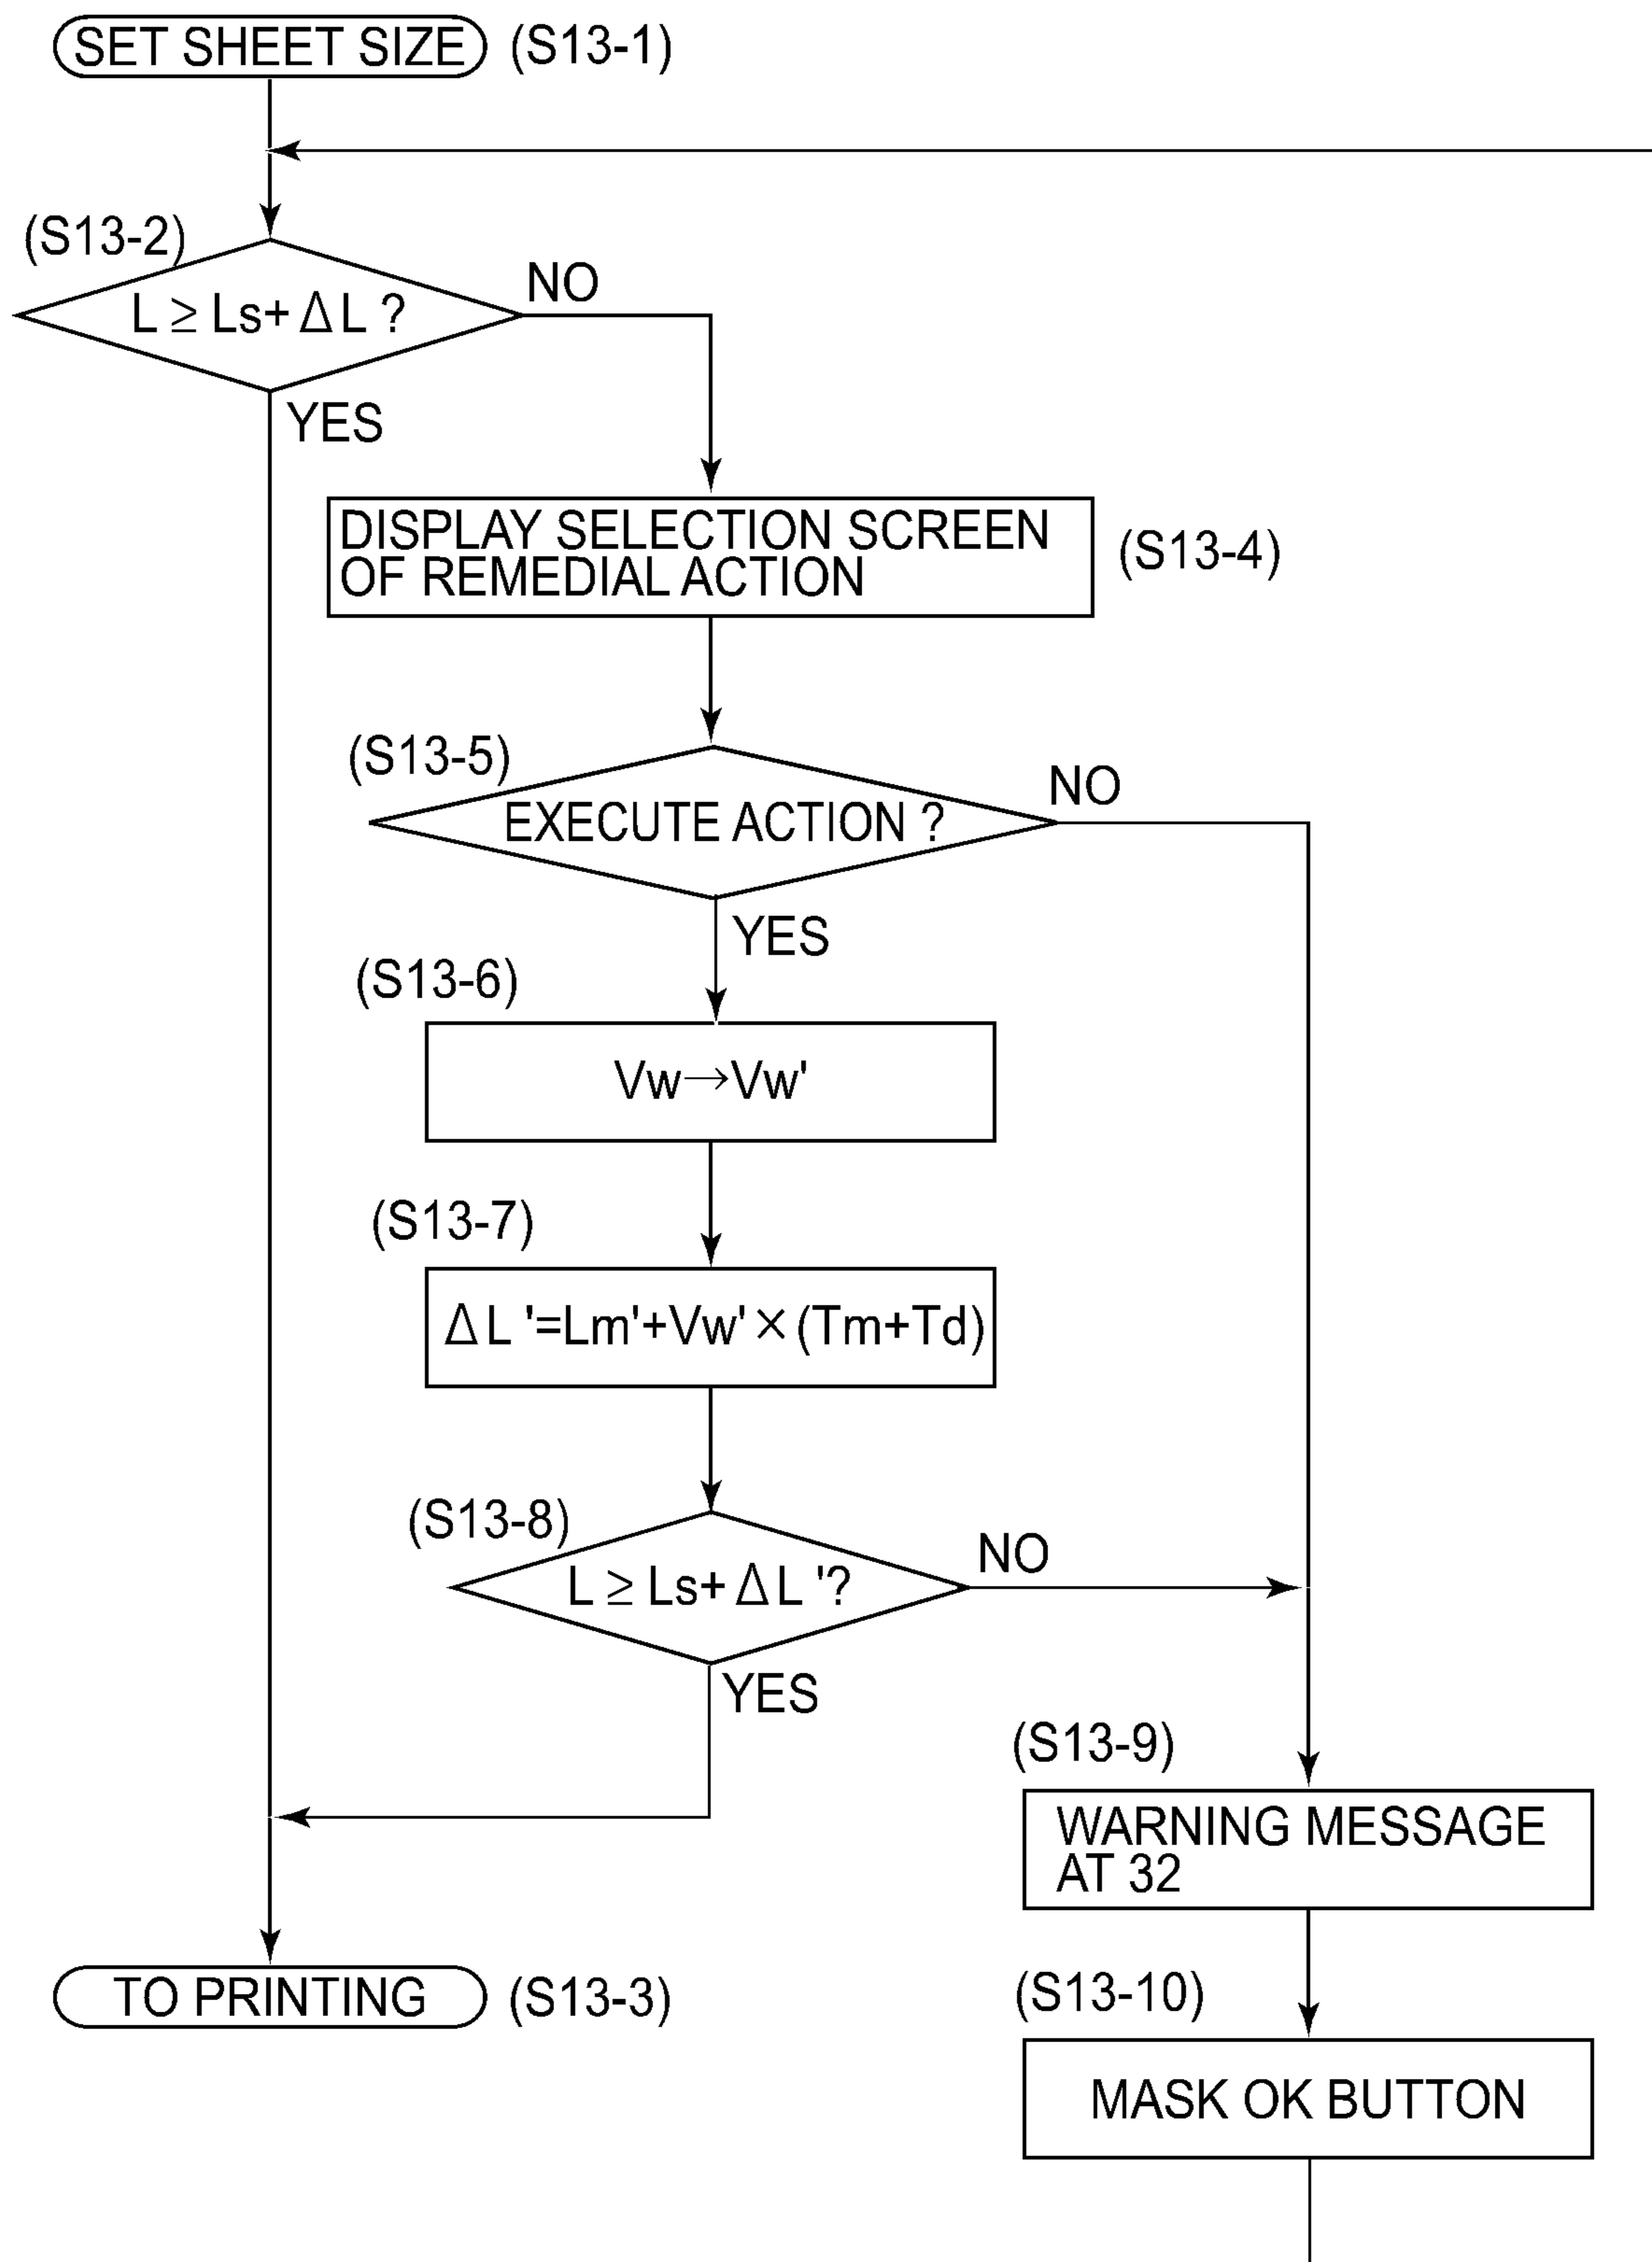 SET SHEET SIZE (S13-1)
(S13-2)
L ≥ Ls+ΔL ?
NO
YES
DISPLAY SELECTION SCREEN
OF REMEDIAL ACTION
(S13-4)
(S13-5)
EXECUTE ACTION ?
NO
YES
(S13-6)
Vw→Vw'
(S13-7)
ΔL '=Lm'+Vw'×(Tm+Td)
(S13-8)
L ≥ Ls+ΔL '?
NO
YES
(S13-9)
WARNING MESSAGE
AT 32
TO PRINTING (S13-3)
(S13-10)
MASK OK BUTTON